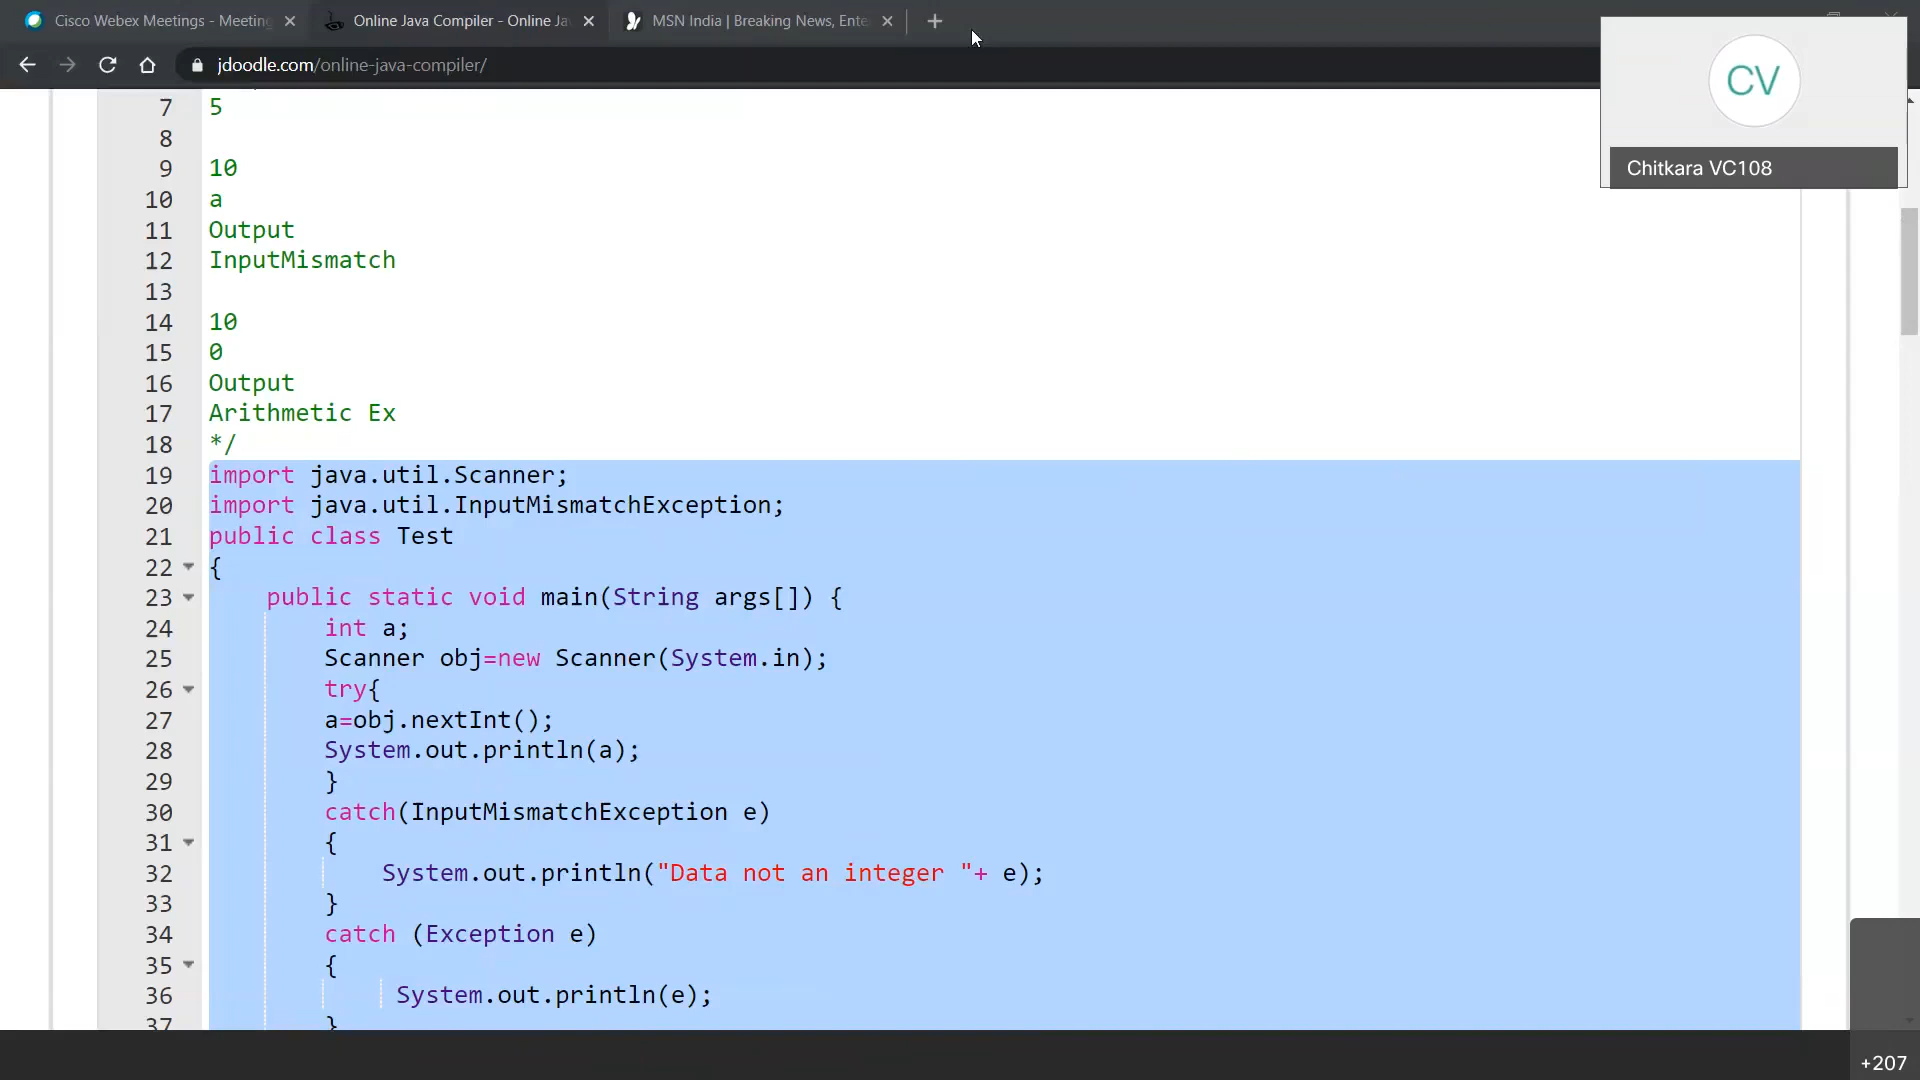 Cisco Webex Meetings - Meeting
Online Java Compiler - Online Ja
MSN India | Breaking News, Ente
jdoodle.com/online-java-compiler/
CV
Chitkara VC108
7 5
8
9 10
10 a
11 Output
12 InputMismatch
13
14 10
15 0
16 Output
17 Arithmetic Ex
18 */
19 import java.util.Scanner;
20 import java.util.InputMismatchException;
21 public class Test
22 {
23 public static void main(String args[]) {
24 int a;
25 Scanner obj=new Scanner(System.in);
26 try{
27 a=obj.nextInt();
28 System.out.println(a);
29 }
30 catch(InputMismatchException e)
31 {
32 System.out.println("Data not an integer "+ e);
33 }
34 catch (Exception e)
35 {
36 System.out.println(e);
37 }
+207